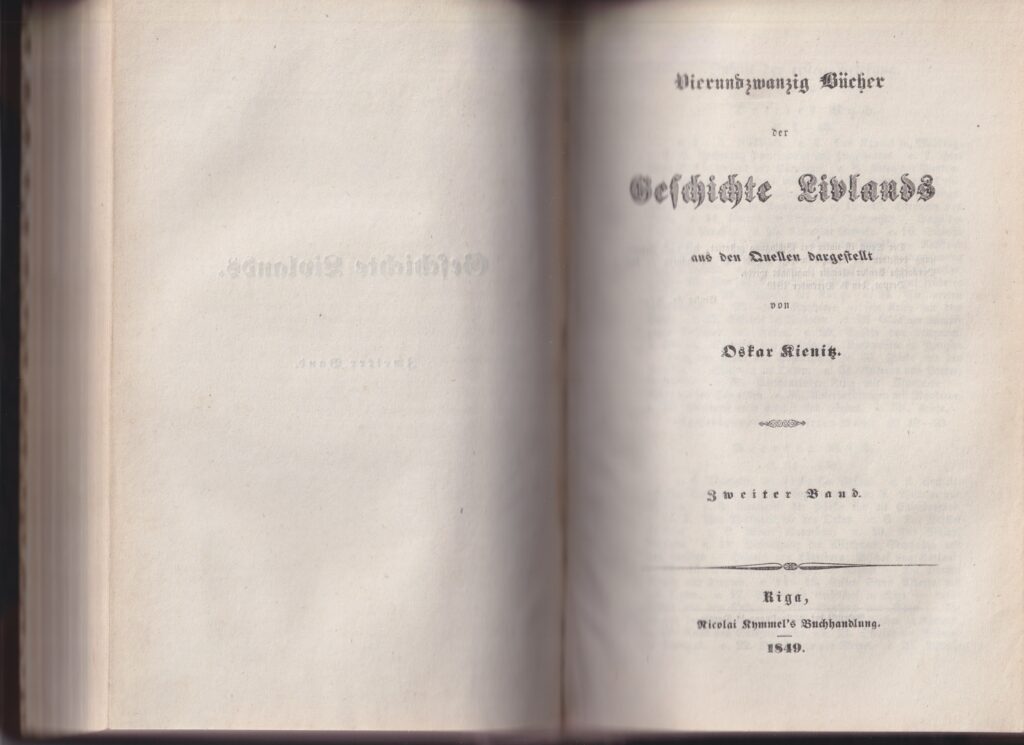 Vierundzwanzig Bücher
der
Geschichte Livlands
aus den Quellen dargestellt
von
Oskar Kienitz.
Zweiter Band.
Riga,
Nicolai Kymmel's Buchhandlung.
1849.